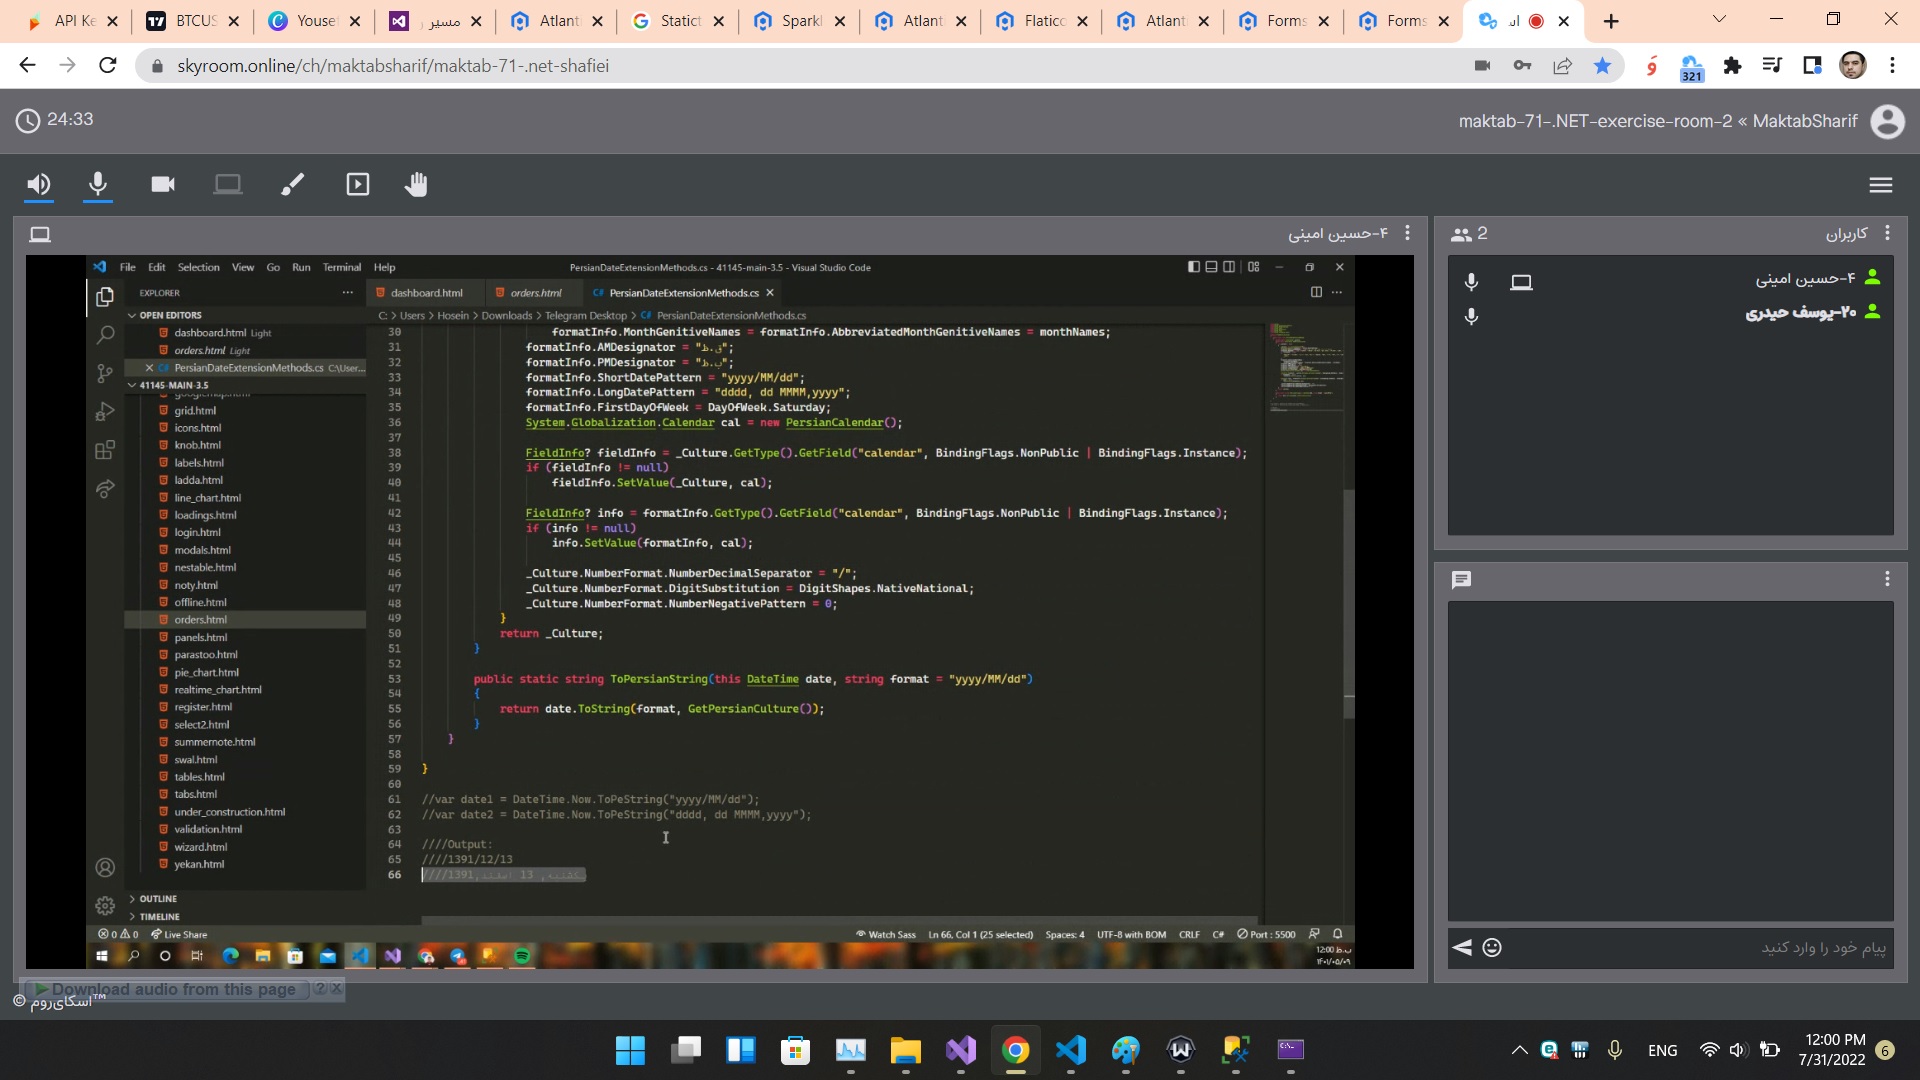 API Ke
BTCUS
Youset
مسیر
Atlant
Statict
Sparkl
Atlant
Flatico
Atlant
Forms
Forms
skyroom.online/ch/maktabsharif/maktab-71-.net-shafiei
321
24:33
maktab-71-.NET-exercise-room-2 « MaktabSharif
۴-حسین امینی
File Edit Selection View Go Run Terminal Help
PersianDateExtensionMethods.cs - 41145-main-3.5 - Visual Studio Code
EXPLORER
dashboard.html
orders.html
PersianDateExtensionMethods.cs
OPEN EDITORS
dashboard.html Light
orders.html Light
PersianDateExtensionMethods.cs C:\User...
41145-MAIN-3.5
grid.html
icons.html
knob.html
labels.html
ladda.html
line_chart.html
loadings.html
login.html
modals.html
nestable.html
noty.html
offline.html
orders.html
panels.html
parastoo.html
pie_chart.html
realtime_chart.html
register.html
select2.html
summernote.html
swal.html
tables.html
tabs.html
under_construction.html
validation.html
wizard.html
yekan.html
OUTLINE
TIMELINE
C: > Users > Hosein > Downloads > Telegram Desktop > PersianDateExtensionMethods.cs
30 formatInfo.MonthGenitiveNames = formatInfo.AbbreviatedMonthGenitiveNames = monthNames;
31 formatInfo.AMDesignator = "ق.ظ";
32 formatInfo.PMDesignator = "ب.ظ";
33 formatInfo.ShortDatePattern = "yyyy/MM/dd";
34 formatInfo.LongDatePattern = "dddd, dd MMMM,yyyy";
35 formatInfo.FirstDayOfWeek = DayOfWeek.Saturday;
36 System.Globalization.Calendar cal = new PersianCalendar();
37
38 FieldInfo? fieldInfo = _Culture.GetType().GetField("calendar", BindingFlags.NonPublic | BindingFlags.Instance);
39 if (fieldInfo != null)
40 fieldInfo.SetValue(_Culture, cal);
41
42 FieldInfo? info = formatInfo.GetType().GetField("calendar", BindingFlags.NonPublic | BindingFlags.Instance);
43 if (info != null)
44 info.SetValue(formatInfo, cal);
45
46 _Culture.NumberFormat.NumberDecimalSeparator = "/";
47 _Culture.NumberFormat.DigitSubstitution = DigitShapes.NativeNational;
48 _Culture.NumberFormat.NumberNegativePattern = 0;
49 }
50 return _Culture;
51 }
52
53 public static string ToPersianString(this DateTime date, string format = "yyyy/MM/dd")
54 {
55 return date.ToString(format, GetPersianCulture());
56 }
57 }
58
59 }
60
61 //var date1 = DateTime.Now.ToPeString("yyyy/MM/dd");
62 //var date2 = DateTime.Now.ToPeString("dddd, dd MMMM,yyyy");
63
64 ////Output:
65 ////1391/12/13
66 ////یکشنبه, 13 اسفند,1391
0 0 Live Share
Watch Sass Ln 66, Col 1 (25 selected) Spaces: 4 UTF-8 with BOM CRLF C# Port : 5500
12:00 ب.ظ
۱۴۰۱/۰۵/۰۹
2
کاربران
۴-حسین امینی
۲۰-یوسف حیدری
پیام خود را وارد کنید
Download audio from this page ? X
© اسکای‌روم™
ENG
12:00 PM
7/31/2022
6